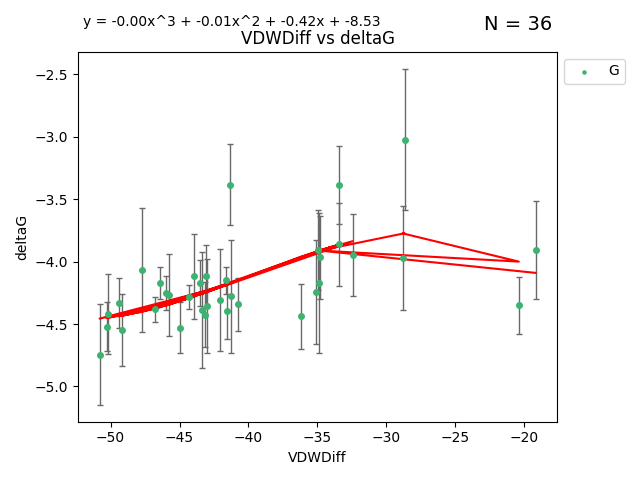 y = -0.00x^3 + -0.01x^2 + -0.42x + -8.53
N = 36
VDWDiff vs deltaG
G
−2.5
−3.0
−3.5
−4.0
−4.5
−5.0
deltaG
−50 −45 −40 −35 −30 −25 −20
VDWDiff